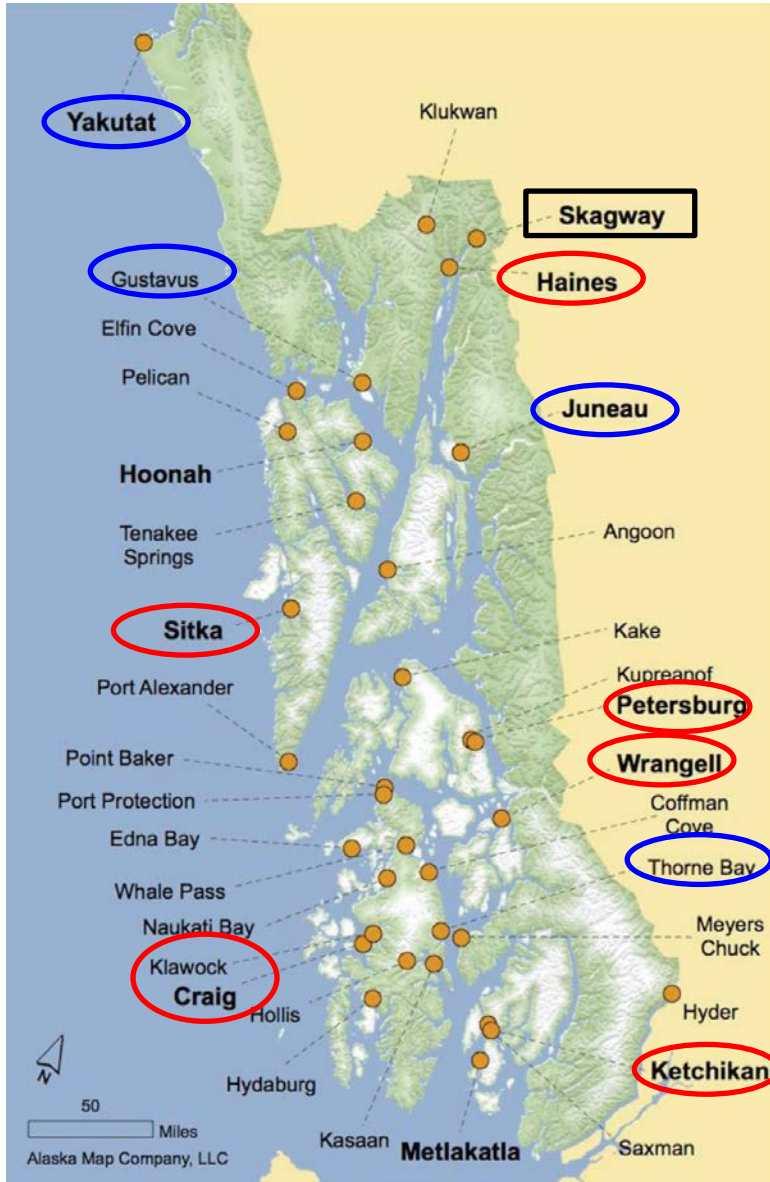 Yakutat
Klukwan
Skagway
Haines
Gustavus
Elfin Cove
Pelican
Juneau
Hoonah
Tenakee
Springs
Angoon
Sitka
Kake
Kupreanof
Petersburg
Port Alexander
Point Baker
Wrangell
Port Protection
Coffman
Cove
Edna Bay
Thorne Bay
Whale Pass
Naukati Bay
Meyers
Chuck
Klawock
Craig
Hollis
Hyder
Hydaburg
Ketchikan
Kasaan
Metlakatla
Saxman
N
50
Miles
Alaska Map Company, LLC